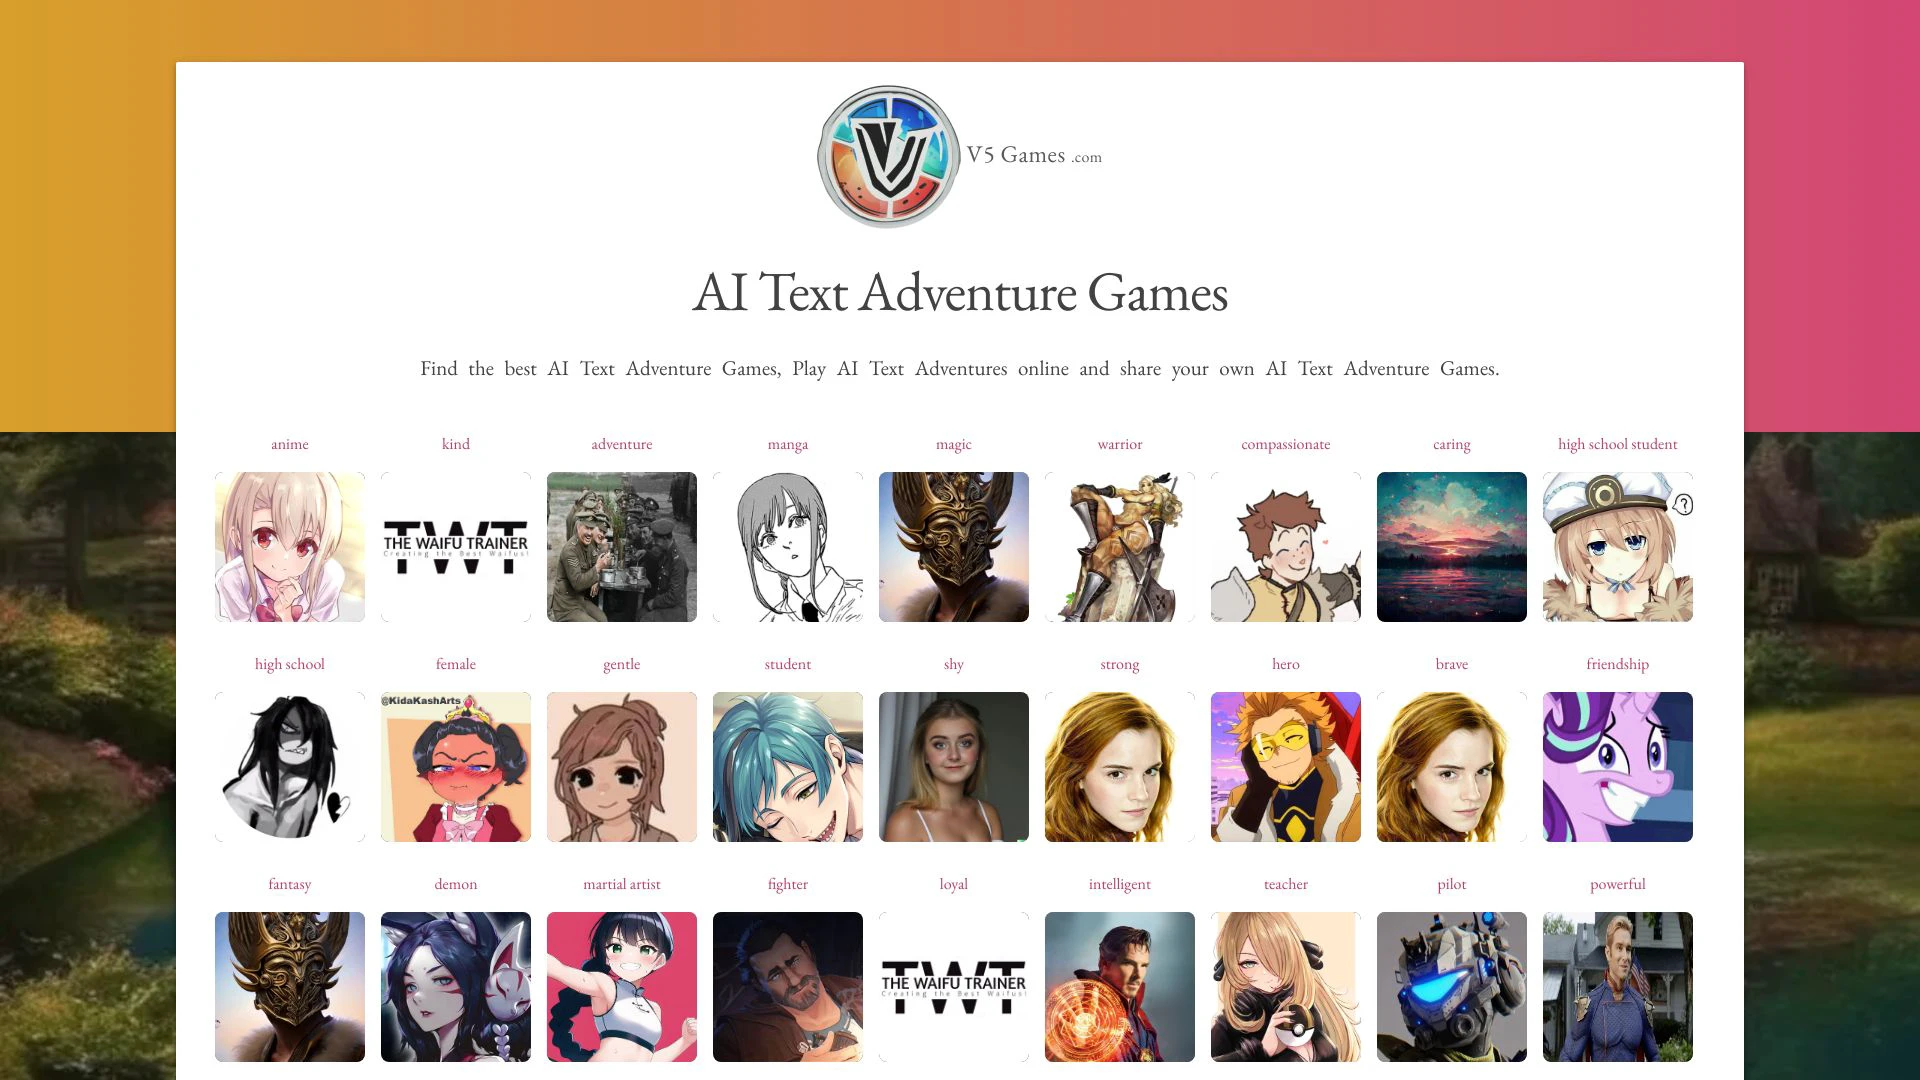 V5 Games .com
AI Text Adventure Games
Find the best AI Text Adventure Games, Play AI Text Adventures online and share your own AI Text Adventure Games.
anime
kind
adventure
manga
magic
warrior
compassionate
caring
high school student
THE WAIFU TRAINER
Creating the Best Waifus!
?
high school
female
gentle
student
shy
strong
hero
brave
friendship
@KidaKashArts
fantasy
demon
martial artist
fighter
loyal
intelligent
teacher
pilot
powerful
THE WAIFU TRAINER
Creating the Best Waifus!